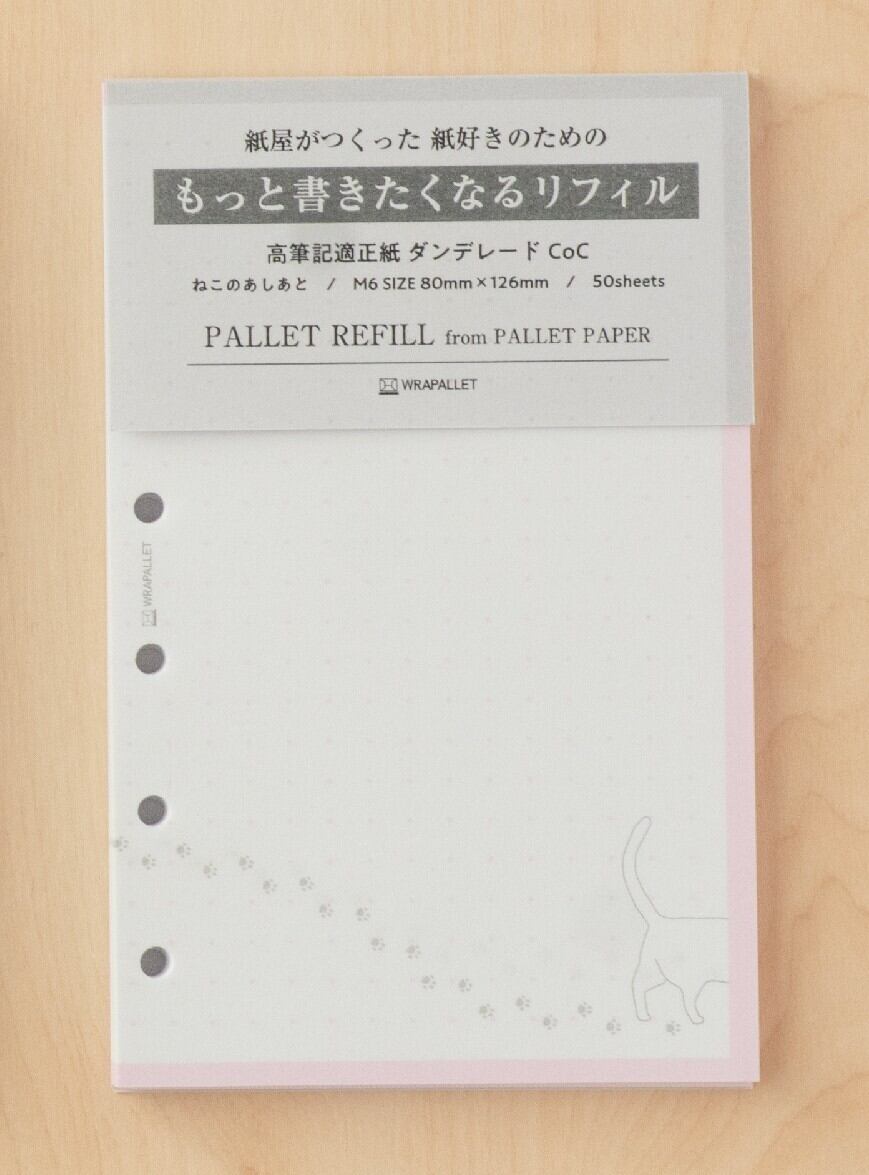 紙屋がつくった 紙好きのための
もっと書きたくなるリフィル
高筆記適正紙 ダンデレード CoC
ねこのあしあと / M6 SIZE 80mm×126mm / 50sheets
PALLET REFILL from PALLET PAPER
WRAPALLET
WRAPALLET